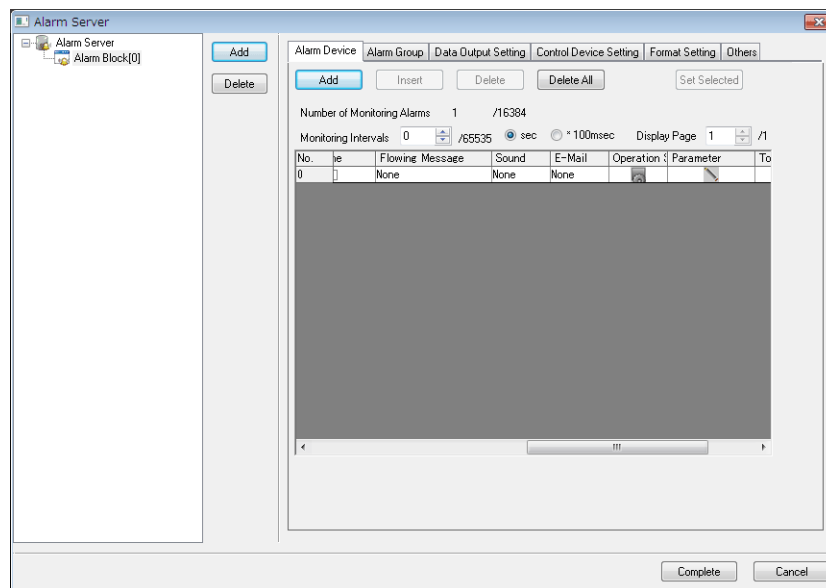 Alarm Server
Alarm Server
Alarm Block[0]
Add
Delete
Alarm Device Alarm Group Data Output Setting Control Device Setting Format Setting Others
Add Insert Delete Delete All Set Selected
Number of Monitoring Alarms 1 /16384
Monitoring Intervals 0 /65535 sec * 100msec Display Page 1 /1
No. Flowing Message Sound E-Mail Operation Parameter To
0 None None None
Complete Cancel